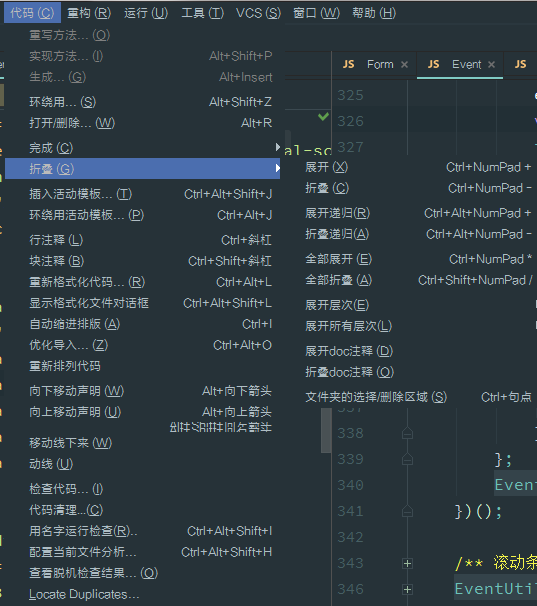 代码 (C) 重构 (R) 运行 (U) 工具 (T) VCS (S) 窗口 (W) 帮助 (H)
重写方法... (O)
实现方法... (I) Alt+Shift+P
生成... (G) Alt+Insert
环绕用... (S) Alt+Shift+Z
打开/删除... (W) Alt+R
完成 (C)
折叠 (G)
插入活动模板... (T) Ctrl+Alt+Shift+J
环绕用活动模板... (P) Ctrl+Alt+J
行注释 (L) Ctrl+斜杠
块注释 (B) Ctrl+Shift+斜杠
重新格式化代码... (R) Ctrl+Alt+L
显示格式化文件对话框 Ctrl+Alt+Shift+L
自动缩进排版 (A) Ctrl+I
优化导入... (Z) Ctrl+Alt+O
重新排列代码
向下移动声明 (W) Alt+向下箭头
向上移动声明 (U) Alt+向上箭头
移动线下来 (W)
动线 (U)
检查代码... (I)
代码清理...(C)
用名字运行检查(R).. Ctrl+Alt+Shift+I
配置当前文件分析... Ctrl+Alt+Shift+H
查看脱机检查结果... (O)
Locate Duplicates...
JS Form × JS Event × JS
325
326
327
al-sc
展开 (X) Ctrl+NumPad +
折叠 (C) Ctrl+NumPad -
展开递归(R) Ctrl+Alt+NumPad +
折叠递归(A) Ctrl+Alt+NumPad -
全部展开 (E) Ctrl+NumPad *
全部折叠 (A) Ctrl+Shift+NumPad /
展开层次(E)
展开所有层次(L)
展开doc注释 (D)
折叠doc注释 (O)
文件夹的选择/删除区域 (S) Ctrl+句点
338 }
339 };
340 Event
341 })();
342
343 /** 滚动条
346 EventUtil